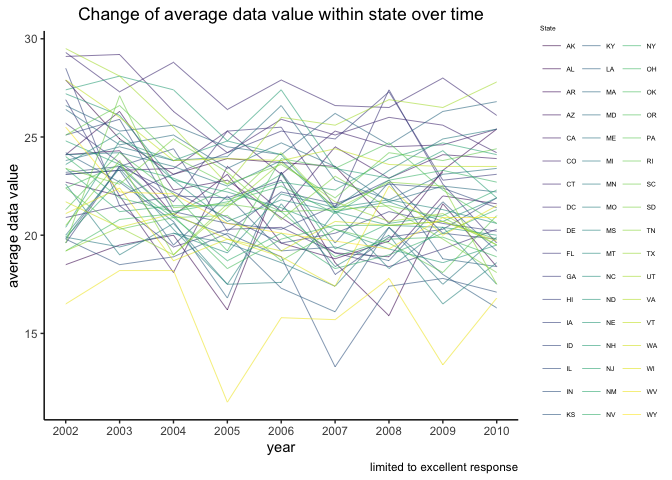 Change of average data value within state over time
average data value
30
25
20
15
2002 2003 2004 2005 2006 2007 2008 2009 2010
year
limited to excellent response
State
AK KY NY
AL LA OH
AR MA OK
AZ MD OR
CA ME PA
CO MI RI
CT MN SC
DC MO SD
DE MS TN
FL MT TX
GA NC UT
HI ND VA
IA NE VT
ID NH WA
IL NJ WI
IN NM WV
KS NV WY